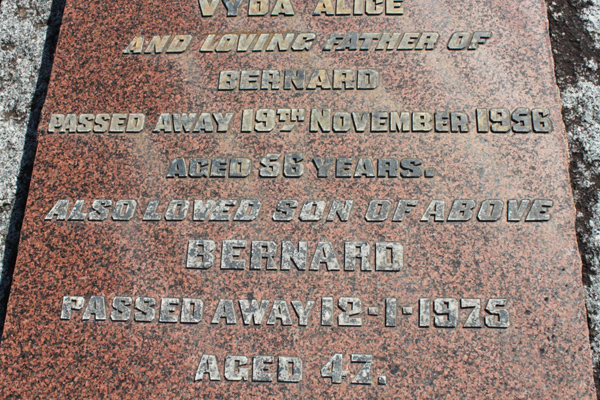 VYDA ALICE
AND LOVING FATHER OF
BERNARD
PASSED AWAY 19TH NOVEMBER 1956
AGED 56 YEARS.
ALSO LOVED SON OF ABOVE
BERNARD
PASSED AWAY 12-1-1975
AGED 47.